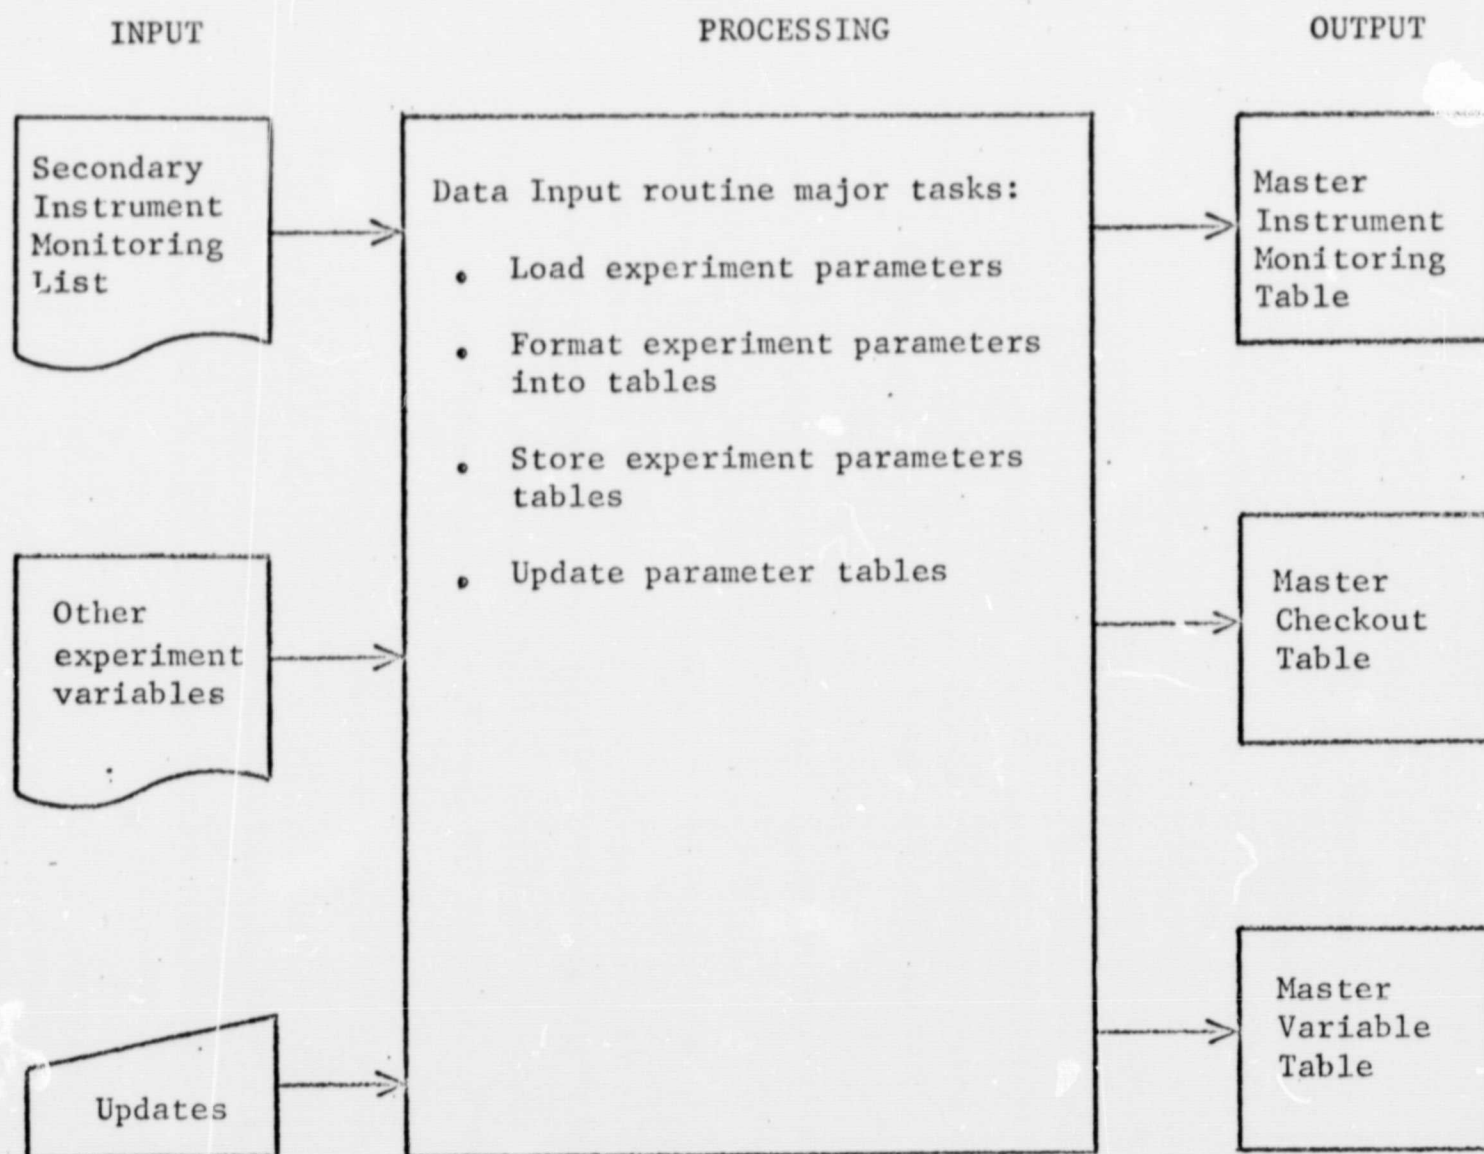 INPUT
PROCESSING
OUTPUT
Secondary
Instrument
Monitoring
List
Other
experiment
variables
Updates
Data Input routine major tasks:
• Load experiment parameters
• Format experiment parameters
into tables
• Store experiment parameters
tables
• Update parameter tables
Master
Instrument
Monitoring
Table
Master
Checkout
Table
Master
Variable
Table